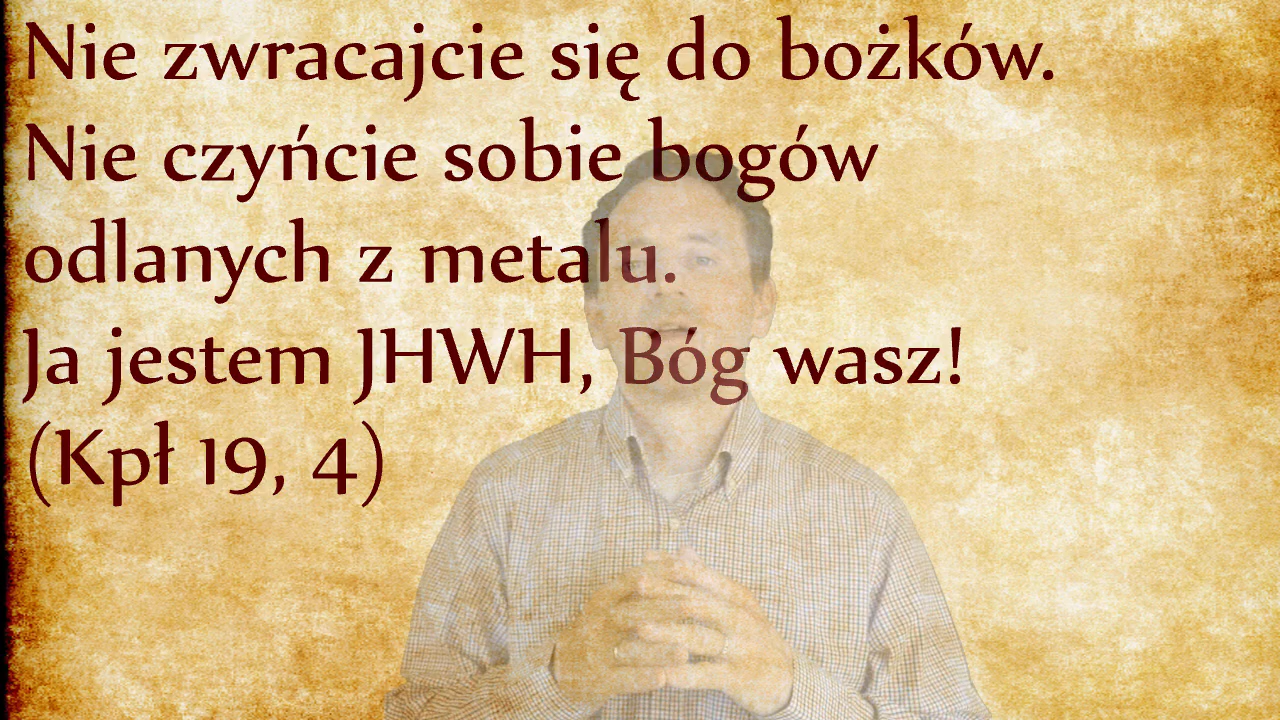 Nie zwracajcie się do bożków.
Nie czyńcie sobie bogów
odlanych z metalu.
Ja jestem JHWH, Bóg wasz!
(Kpł 19, 4)